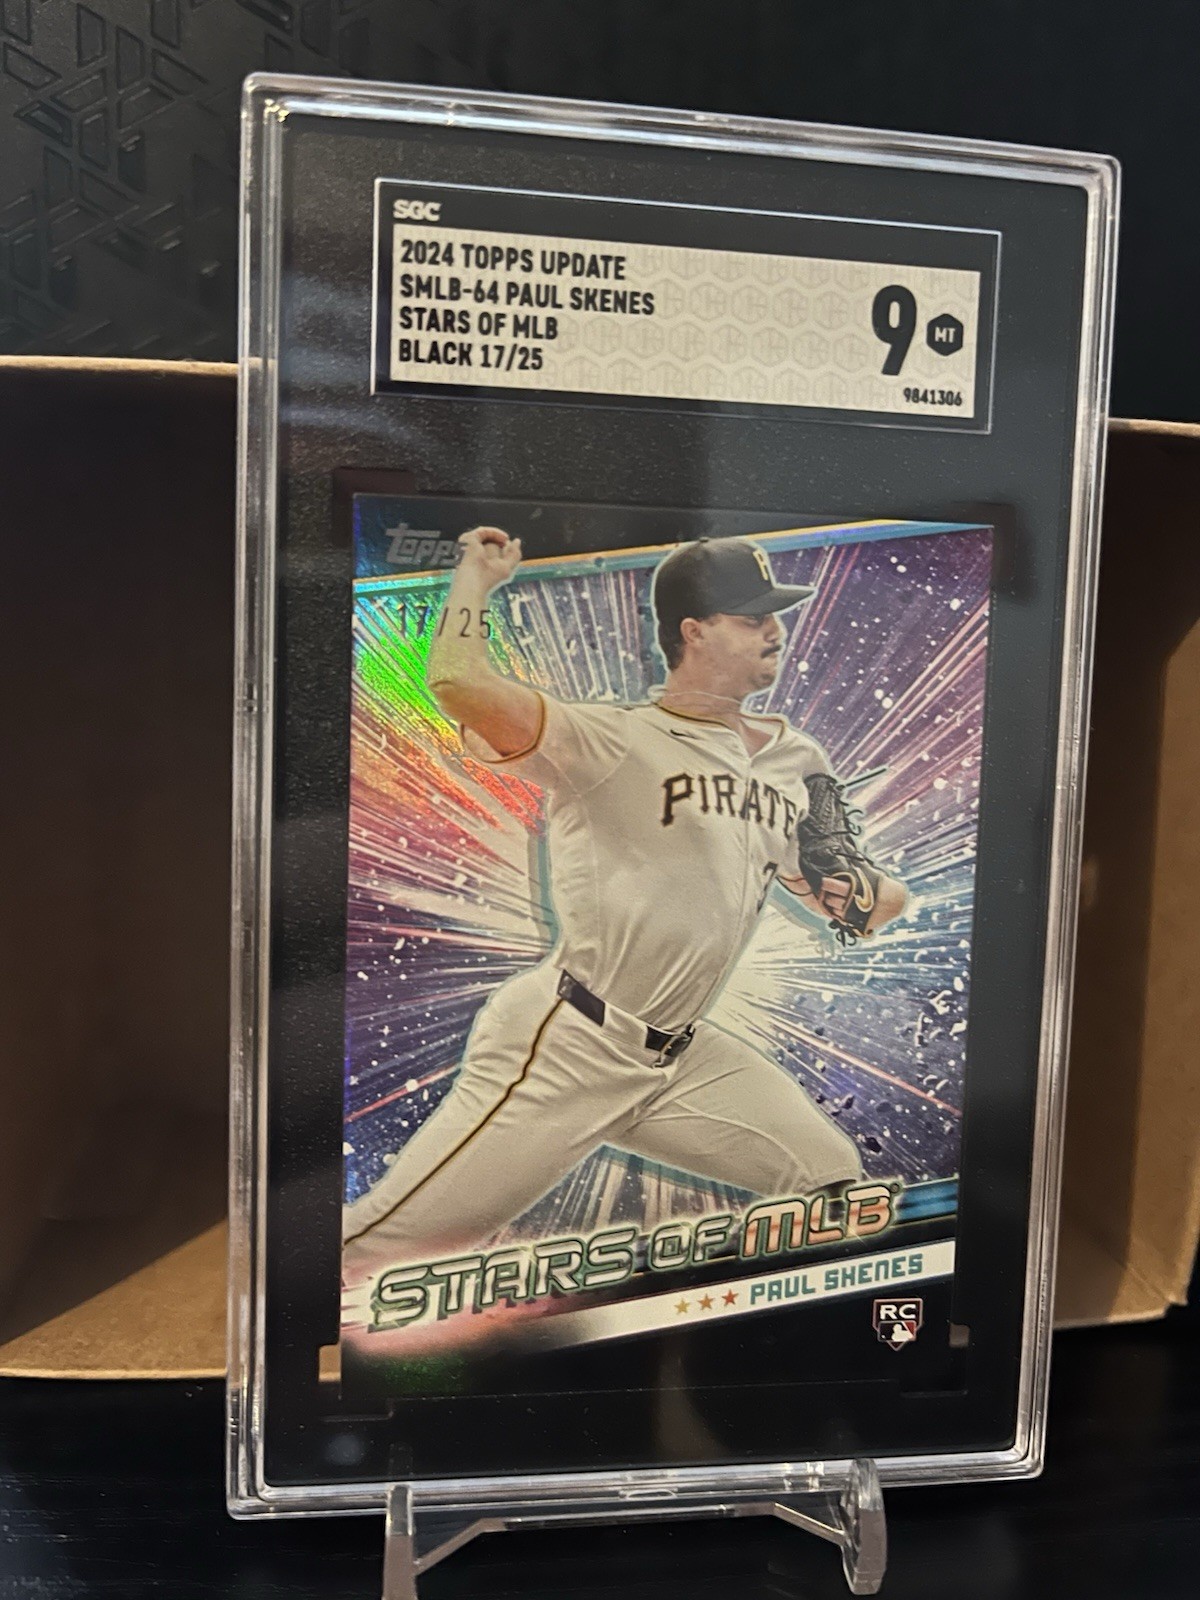 SGC
2024 TOPPS UPDATE
SMLB-64 PAUL SKENES
STARS OF MLB
BLACK 17/25
9 MT
9841306
topps
17/25
P
PIRATE
3
STARS OF MLB
★★★ PAUL SKENES
RC